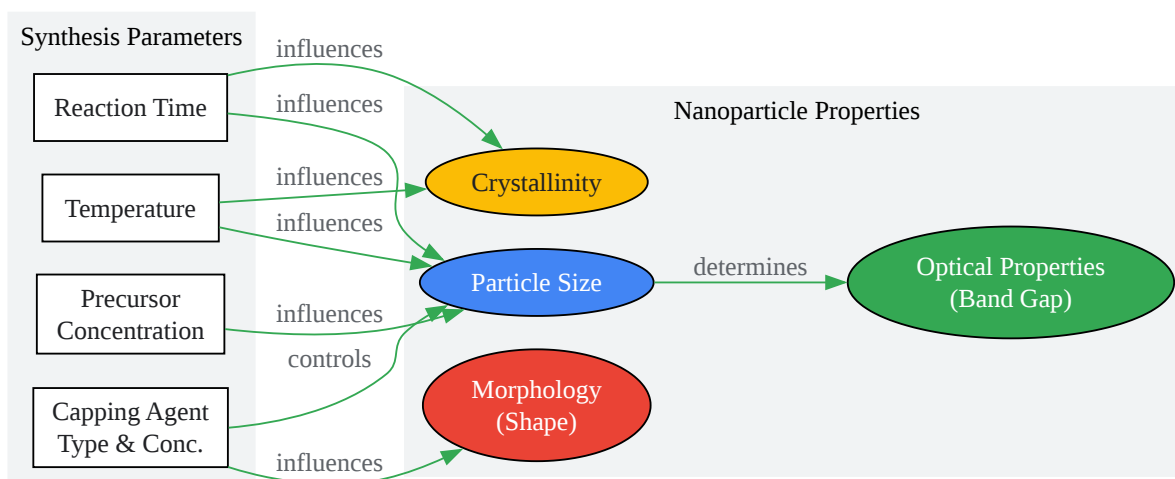 Synthesis Parameters
influences
Reaction Time
influences
Nanoparticle Properties
influences
Crystallinity
Temperature
influences
Particle Size
determines
Optical Properties
(Band Gap)
Precursor
Concentration
influences
controls
Morphology
(Shape)
Capping Agent
Type & Conc.
influences